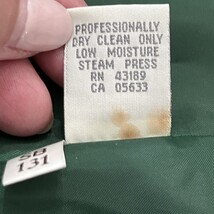 PROFESSIONALLY
DRY CLEAN ONLY
LOW MOISTURE
STEAM PRESS
RN 43189
CA 05633
131